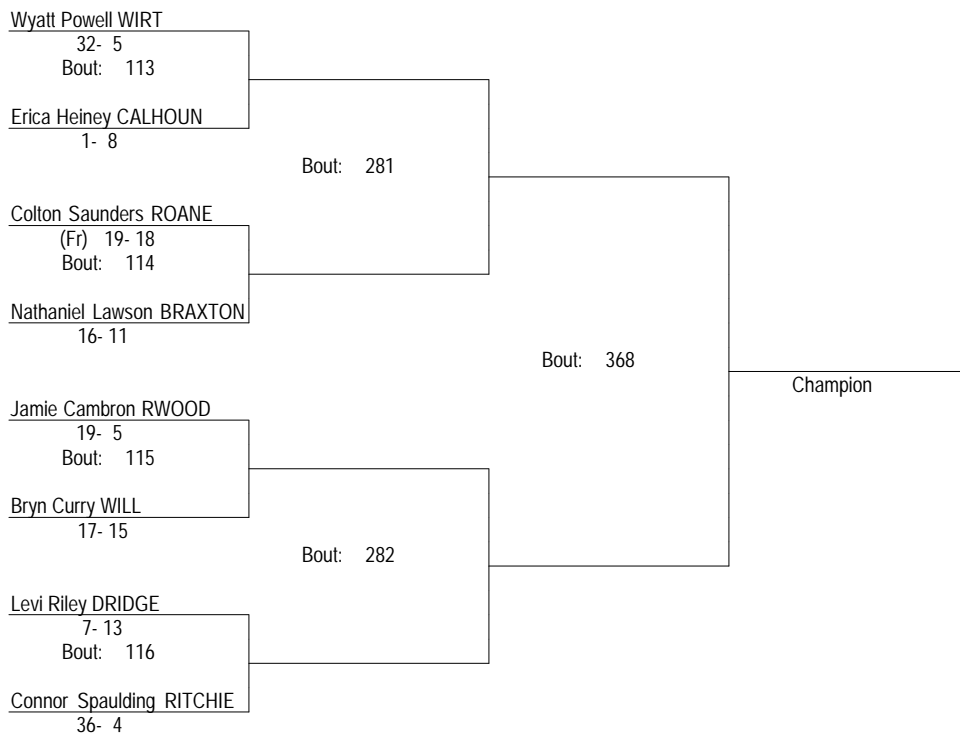 Wyatt Powell WIRT
32- 5
Bout: 113
Erica Heiney CALHOUN
1- 8
Bout: 281
Colton Saunders ROANE
(Fr) 19- 18
Bout: 114
Nathaniel Lawson BRAXTON
16- 11
Bout: 368
Champion
Jamie Cambron RWOOD
19- 5
Bout: 115
Bryn Curry WILL
17- 15
Bout: 282
Levi Riley DRIDGE
7- 13
Bout: 116
Connor Spaulding RITCHIE
36- 4